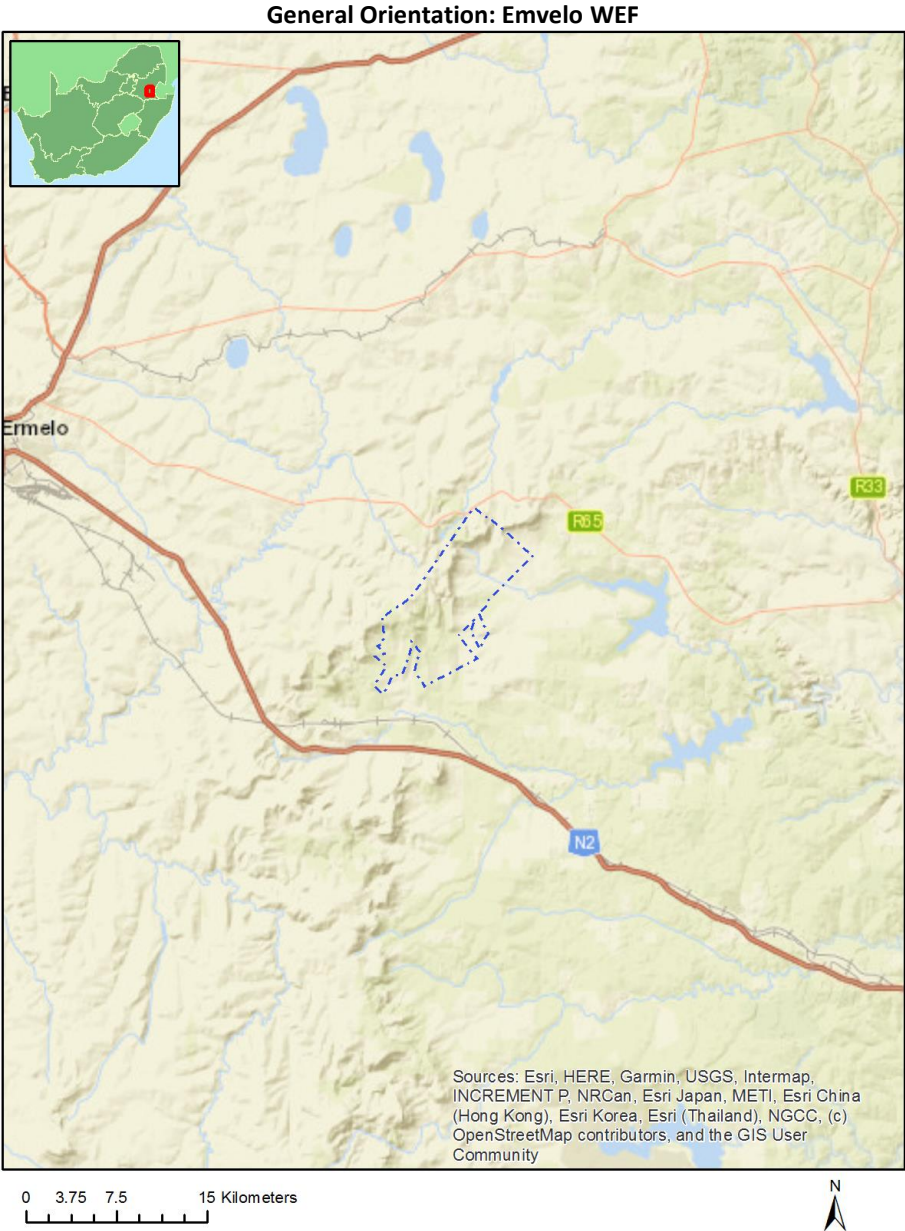 General Orientation: Emvelo WEF
Ermelo
R33
R65
N2
Sources: Esri, HERE, Garmin, USGS, Intermap,
INCREMENT P, NRCan, Esri Japan, METI, Esri China
(Hong Kong), Esri Korea, Esri (Thailand), NGCC, (c)
OpenStreetMap contributors, and the GIS User
Community
0 3.75 7.5 15 Kilometers
N